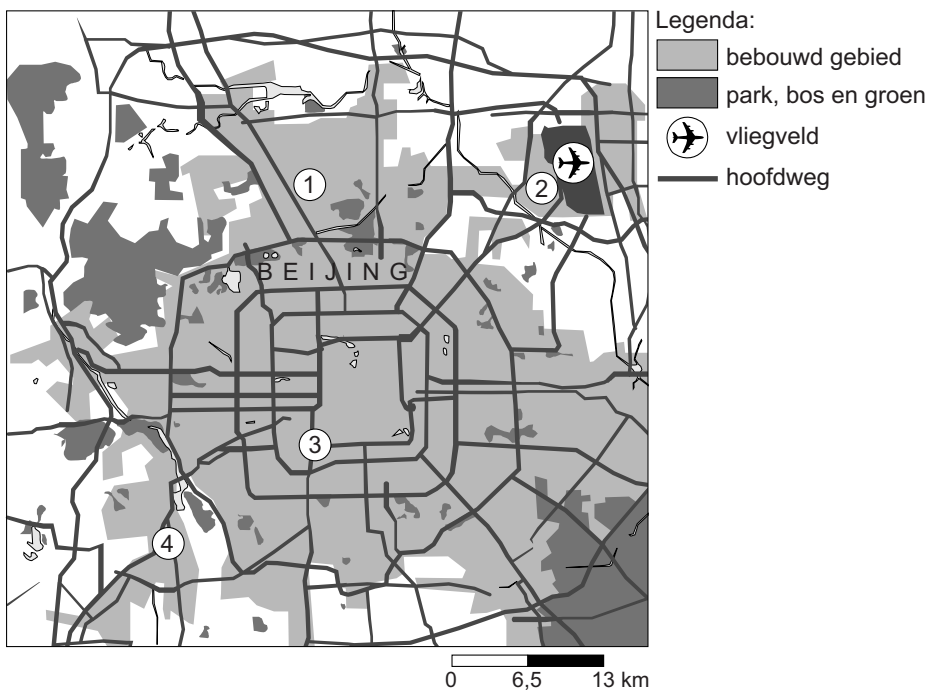 Legenda:
bebouwd gebied
park, bos en groen
vliegveld
hoofdweg
1
2
BEIJING
3
4
0 6,5 13 km